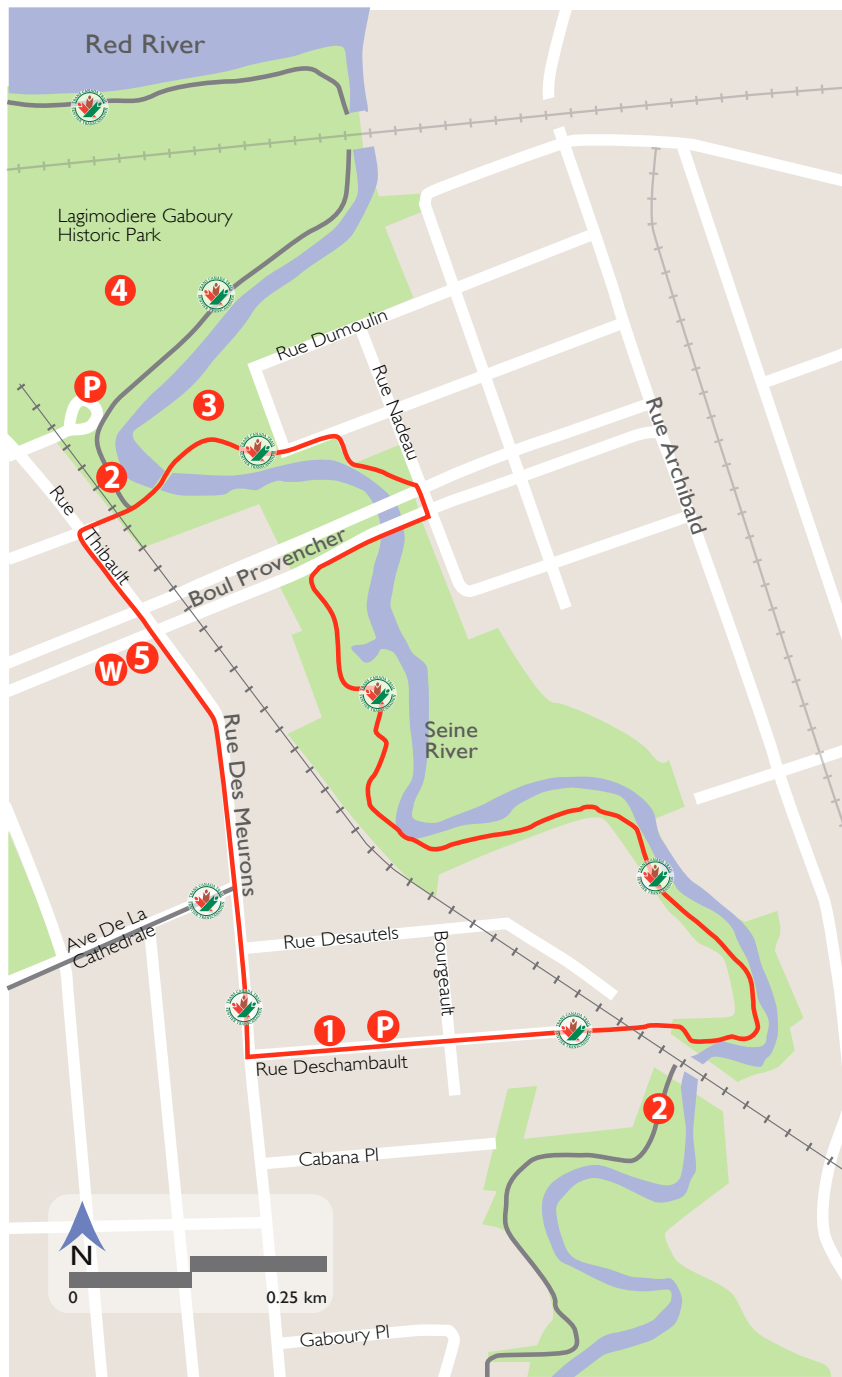 Red River
Lagimodiere Gaboury
Historic Park
4
Rue Dumoulin
P
3
Rue Nadeau
Rue Archibald
2
Rue Thibault
Boul Provencher
5
W
Seine
River
Rue Des Meurons
Ave De La
Cathedrale
Rue Desautels
Bourgeault
1
P
Rue Deschambault
2
Cabana Pl
N
0
0.25 km
Gaboury Pl